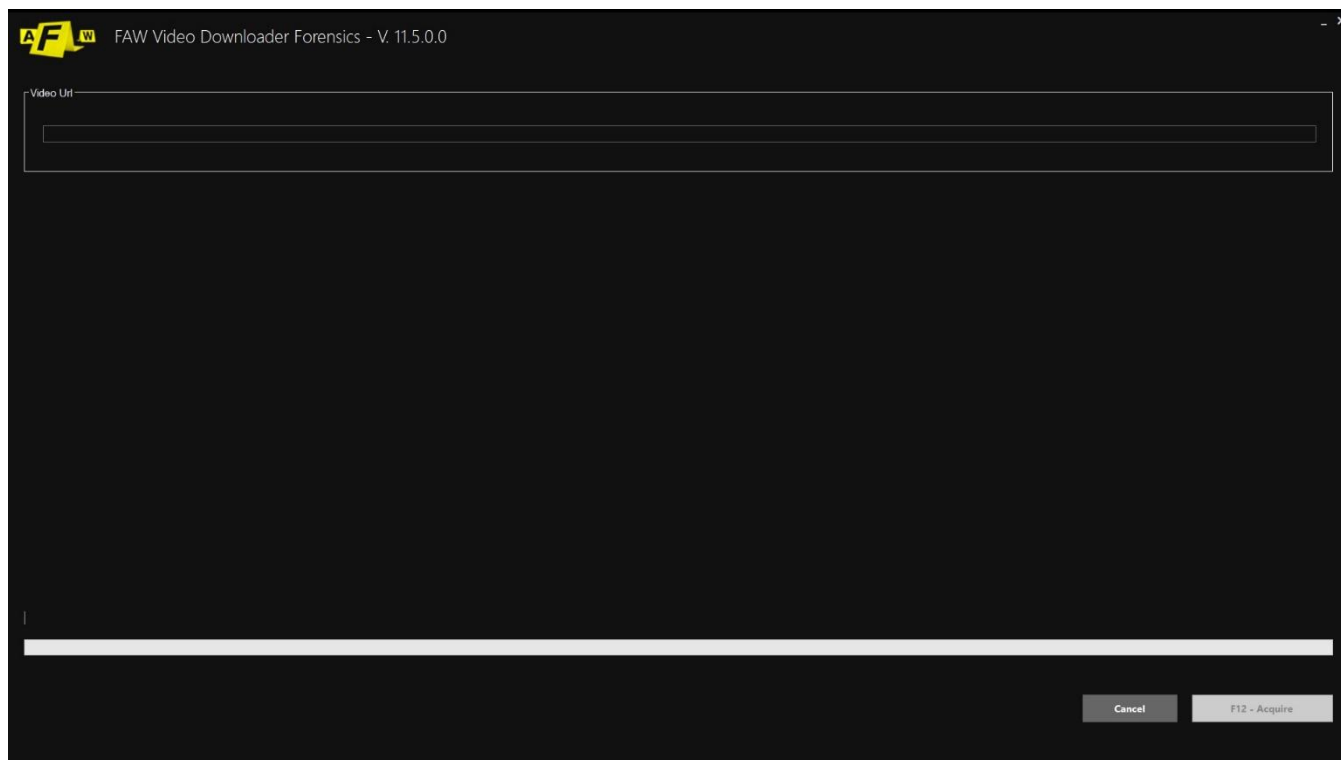 AFW
FAW Video Downloader Forensics - V. 11.5.0.0
Video Url
Cancel
F12 - Acquire